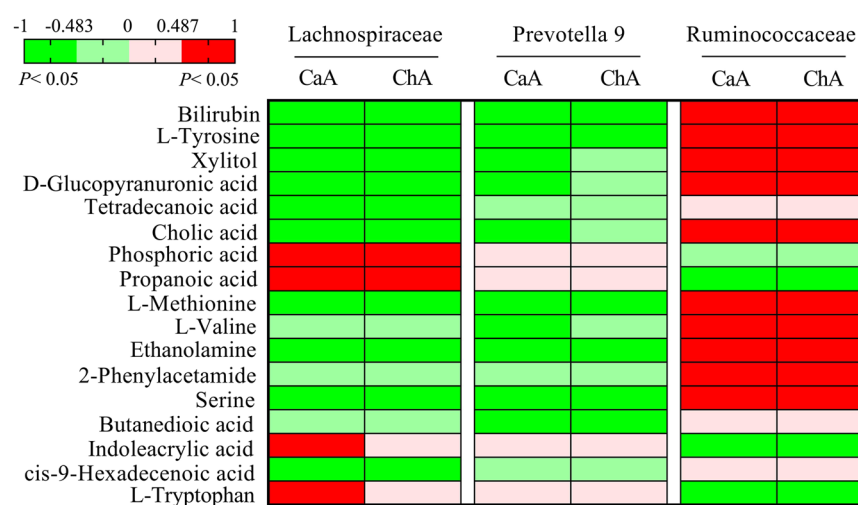 -1 -0.483 0 0.487 1
P< 0.05 P< 0.05
Lachnospiraceae Prevotella 9 Ruminococcaceae
CaA ChA CaA ChA CaA ChA
Bilirubin
L-Tyrosine
Xylitol
D-Glucopyranuronic acid
Tetradecanoic acid
Cholic acid
Phosphoric acid
Propanoic acid
L-Methionine
L-Valine
Ethanolamine
2-Phenylacetamide
Serine
Butanedioic acid
Indoleacrylic acid
cis-9-Hexadecenoic acid
L-Tryptophan